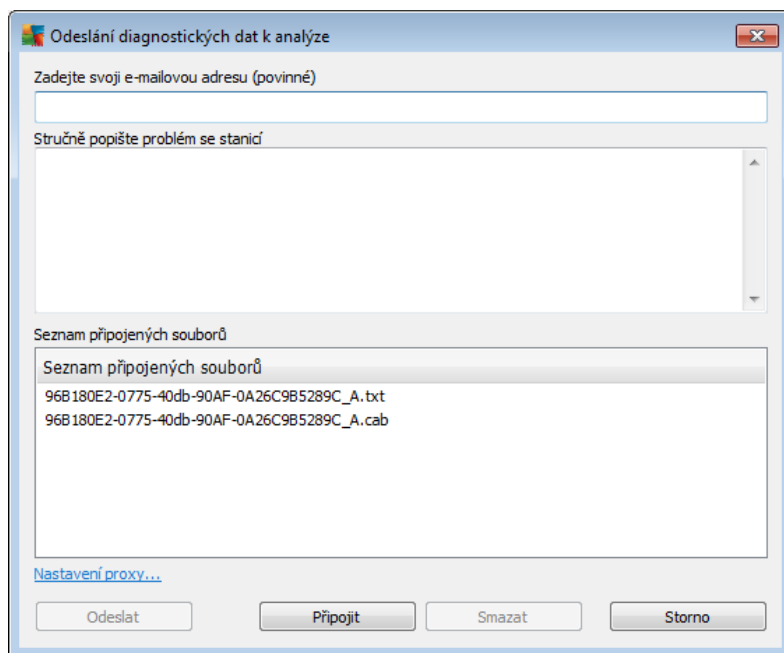 Odeslání diagnostických dat k analýze
Zadejte svoji e-mailovou adresu (povinné)
Stručně popište problém se stanicí
Seznam připojených souborů
Seznam připojených souborů
96B180E2-0775-40db-90AF-0A26C9B5289C_A.txt
96B180E2-0775-40db-90AF-0A26C9B5289C_A.cab
Nastavení proxy...
Odeslat Připojit Smazat Storno